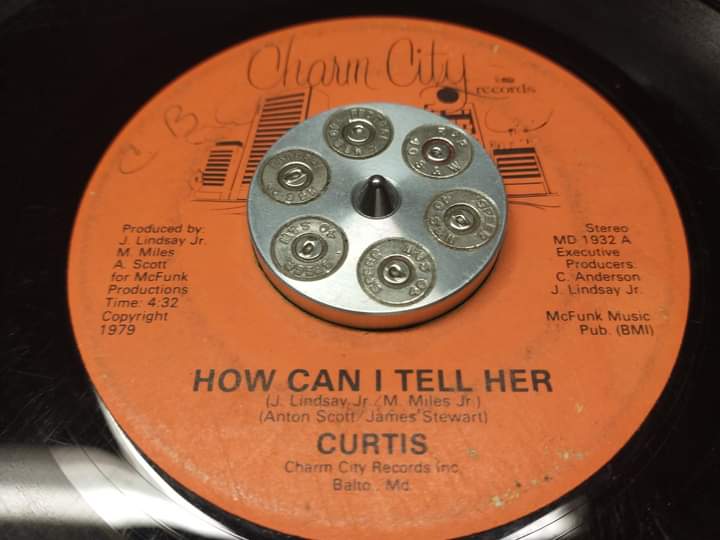 Charm City
records
Produced by:
J. Lindsay Jr.
M. Miles
A. Scott
for McFunk
Productions
Time: 4:32
Copyright
1979
Stereo
MD 1932 A
Executive
Producers:
C. Anderson
J. Lindsay Jr.
McFunk Music
Pub. (BMI)
HOW CAN I TELL HER
(J. Lindsay Jr./M. Miles Jr.)
(Anton Scott/James Stewart)
CURTIS
Charm City Records Inc.
Balto., Md.